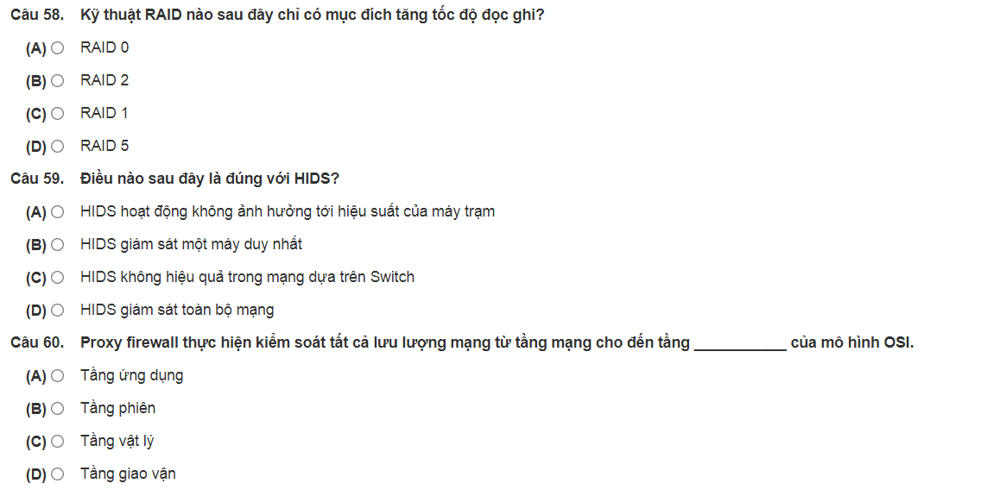 Câu 58. Kỹ thuật RAID nào sau đây chỉ có mục đích tăng tốc độ đọc ghi?
(A) RAID 0
(B) RAID 2
(C) RAID 1
(D) RAID 5
Câu 59. Điều nào sau đây là đúng với HIDS?
(A) HIDS hoạt động không ảnh hưởng tới hiệu suất của máy trạm
(B) HIDS giám sát một máy duy nhất
(C) HIDS không hiệu quả trong mạng dựa trên Switch
(D) HIDS giám sát toàn bộ mạng
Câu 60. Proxy firewall thực hiện kiểm soát tất cả lưu lượng mạng từ tầng mạng cho đến tầng ___________ của mô hình OSI.
(A) Tầng ứng dụng
(B) Tầng phiên
(C) Tầng vật lý
(D) Tầng giao vận